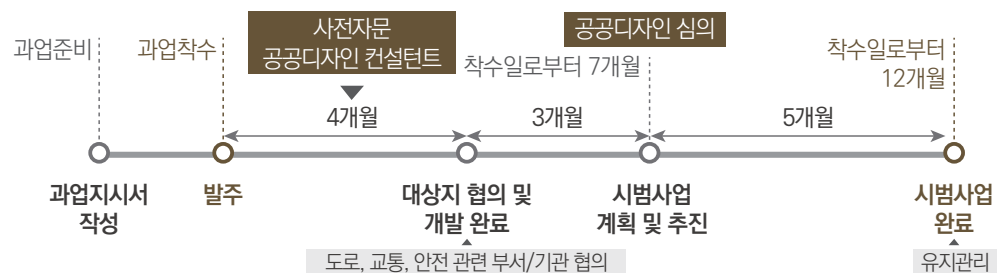 사전자문
공공디자인 컨설턴트
공공디자인 심의
과업준비
과업착수
착수일로부터 7개월
착수일로부터
12개월
4개월
3개월
5개월
과업지시서
작성
발주
대상지 협의 및
개발 완료
시범사업
계획 및 추진
시범사업
완료
도로, 교통, 안전 관련 부서/기관 협의
유지관리